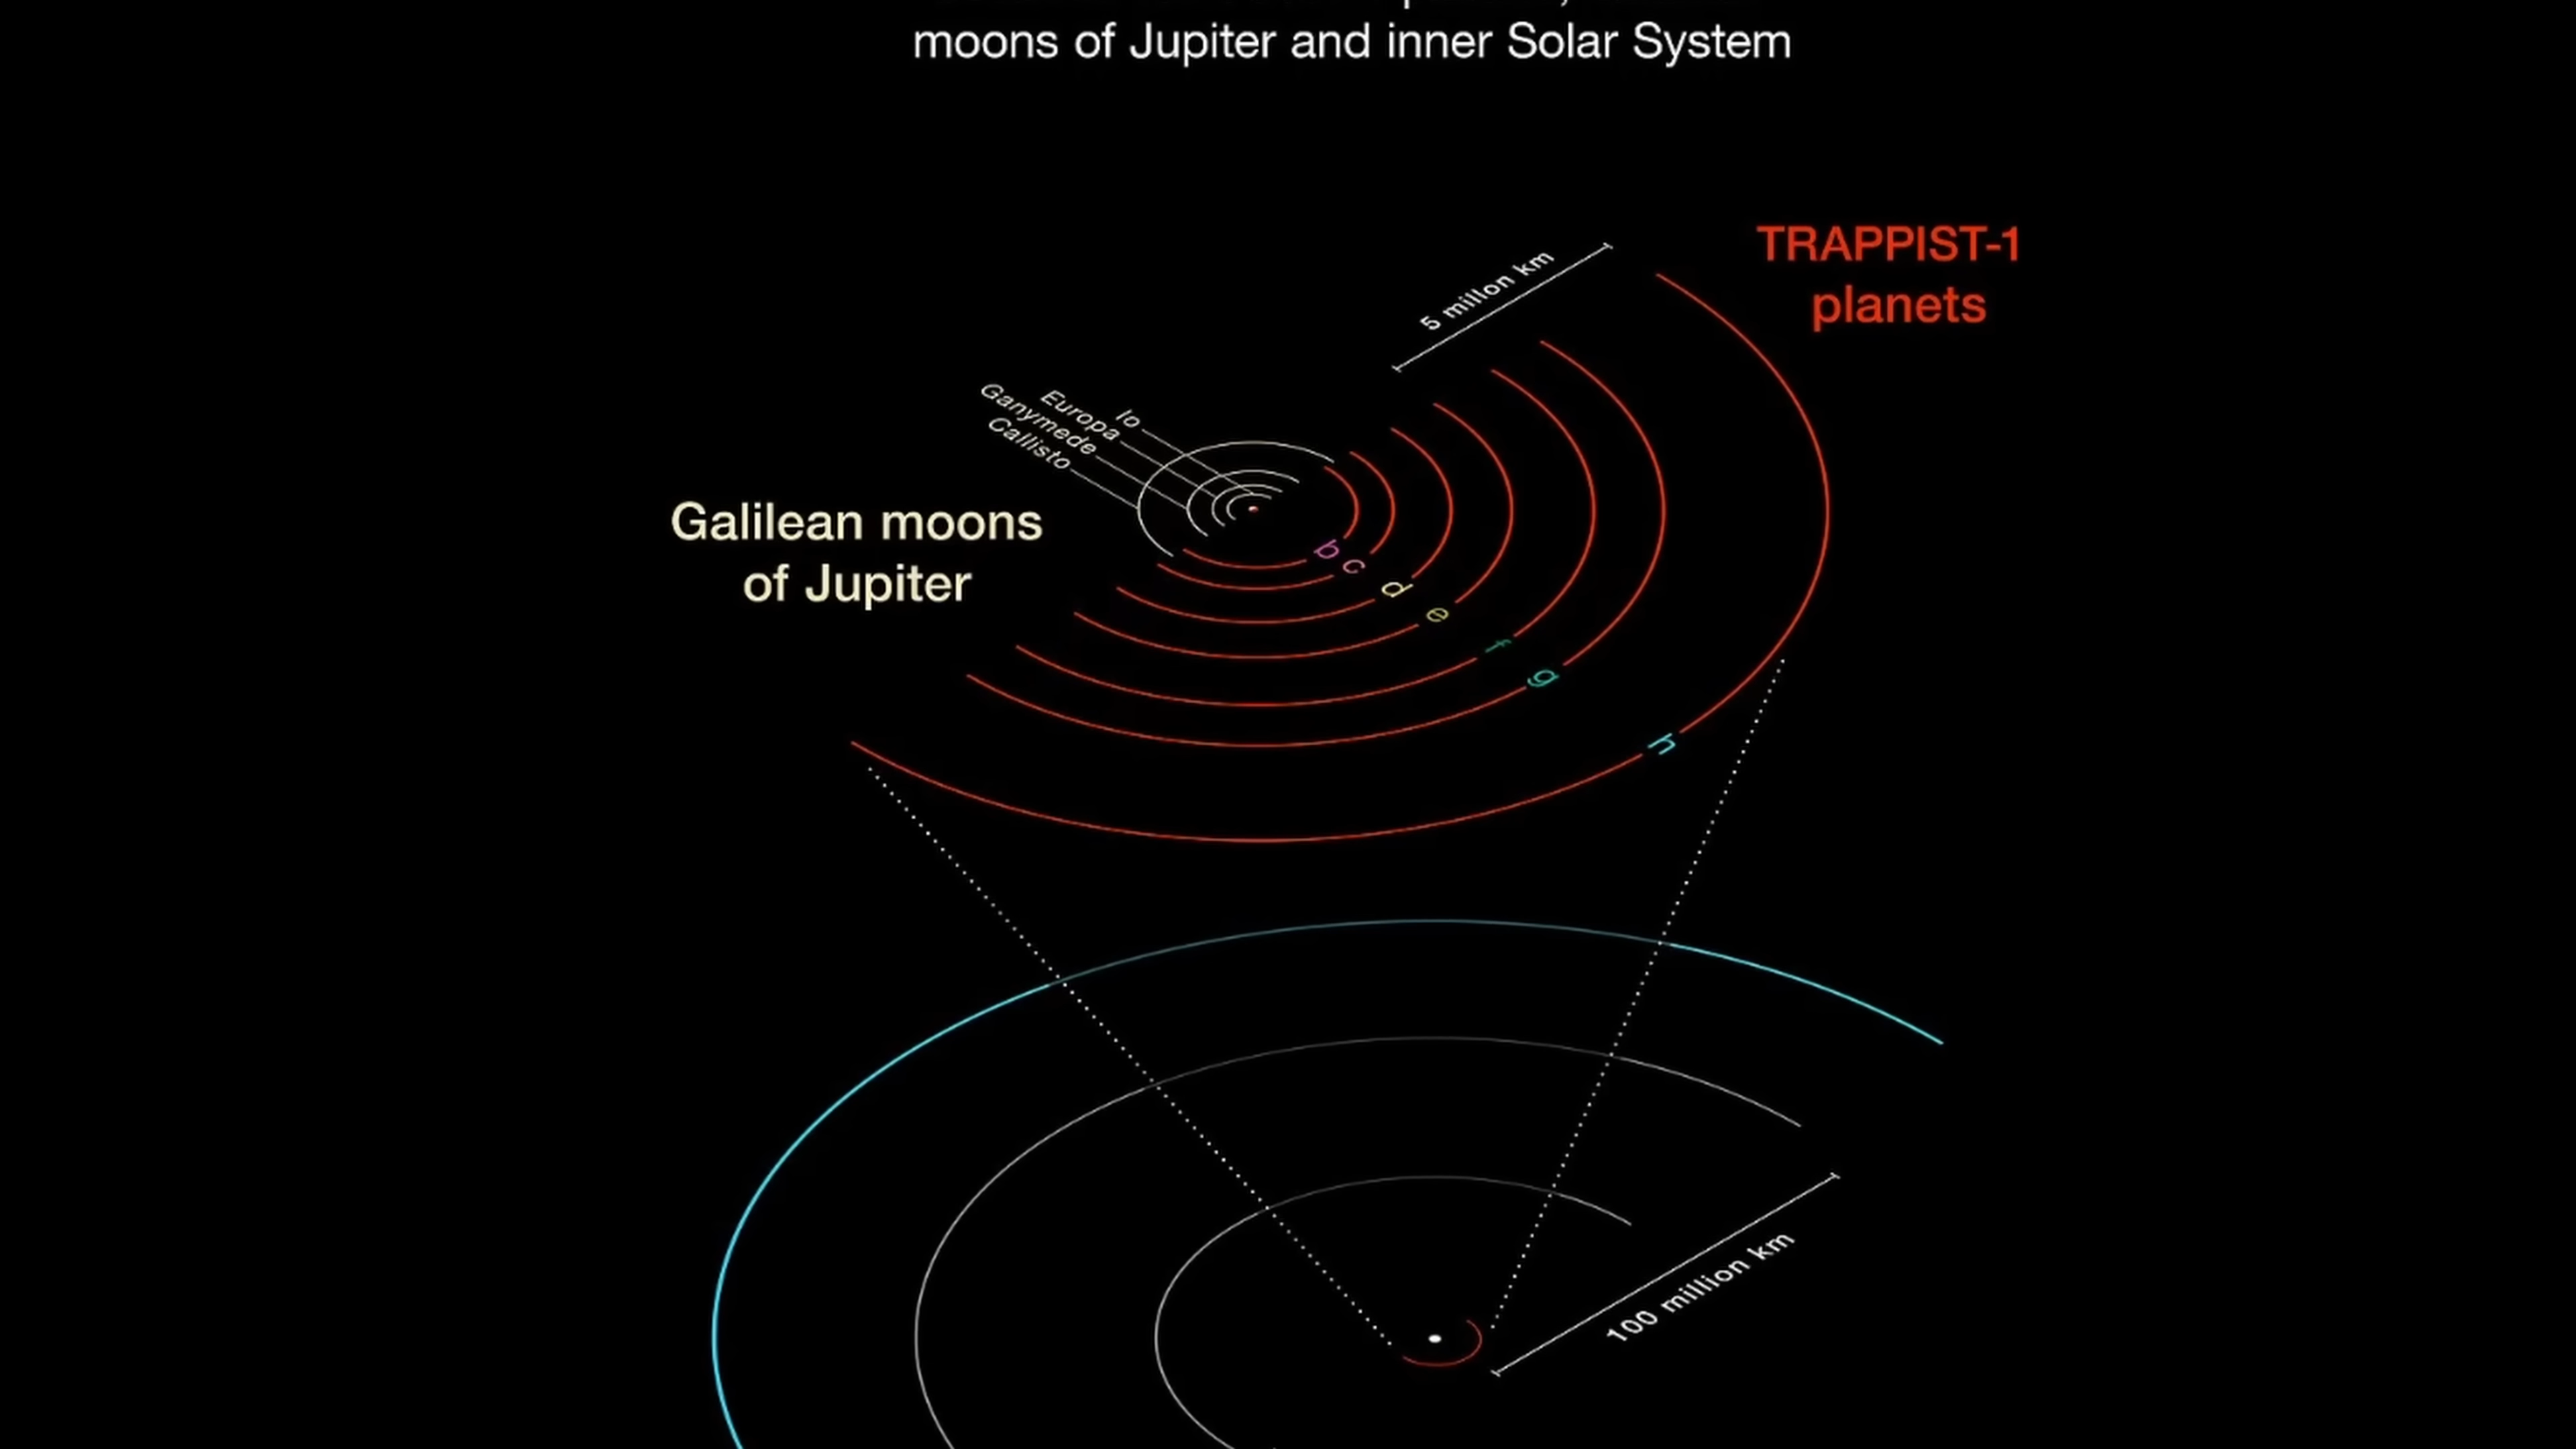 moons of Jupiter and inner Solar System
TRAPPIST-1
planets
5 millon km
Io
Europa
Ganymede
Callisto
Galilean moons
of Jupiter
b
c
d
e
f
g
h
100 million km